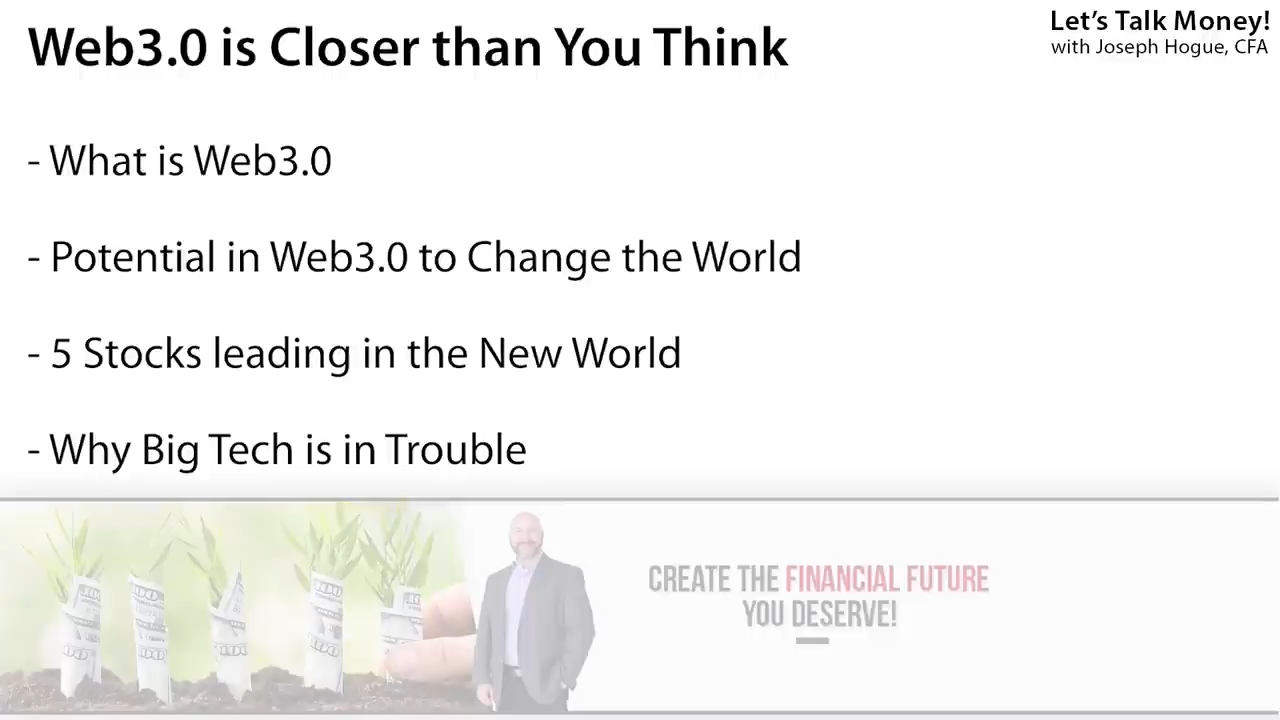 Web3.0 is Closer than You Think
Let's Talk Money!
with Joseph Hogue, CFA
- What is Web3.0
- Potential in Web3.0 to Change the World
- 5 Stocks leading in the New World
- Why Big Tech is in Trouble
CREATE THE FINANCIAL FUTURE
YOU DESERVE!